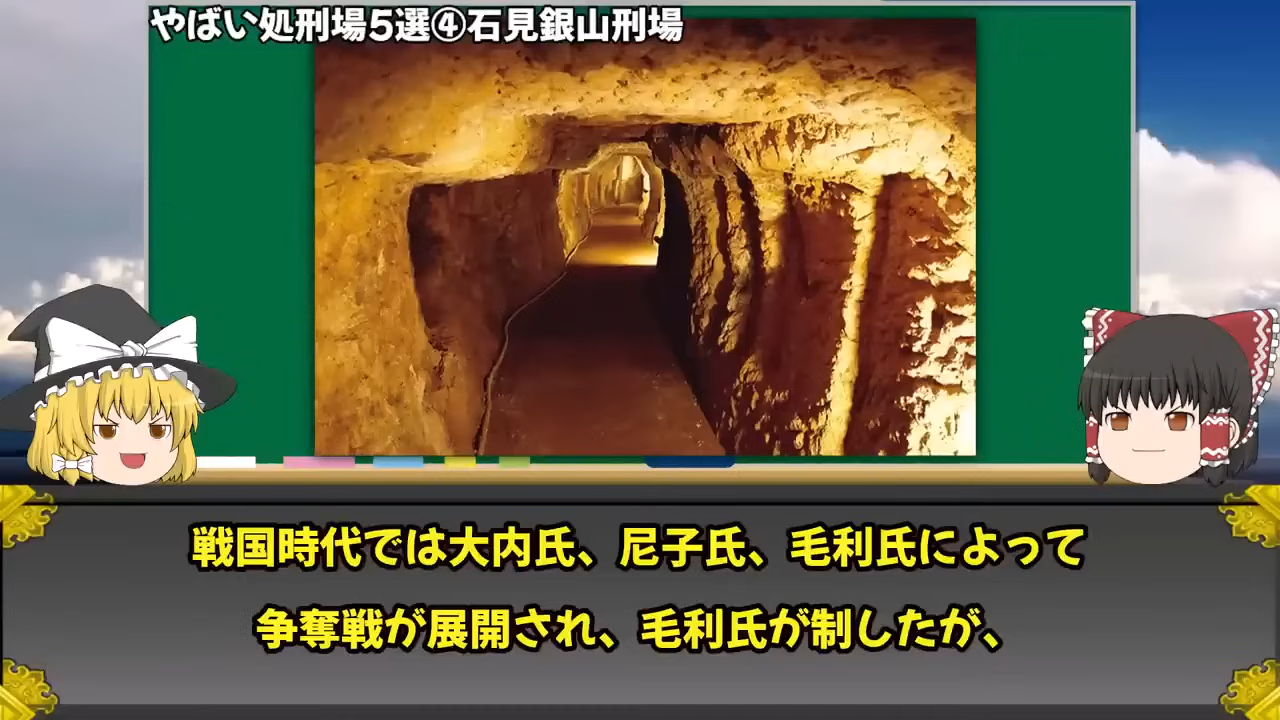 やばい処刑場5選④石見銀山刑場
戦国時代では大内氏、尼子氏、毛利氏によって
争奪戦が展開され、毛利氏が制したが、